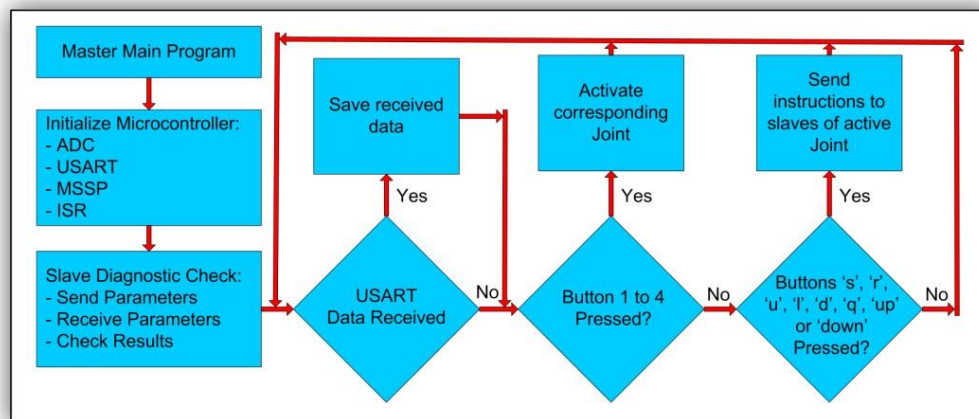 Master Main Program
Initialize Microcontroller:
- ADC
- USART
- MSSP
- ISR
Slave Diagnostic Check:
- Send Parameters
- Receive Parameters
- Check Results
Save received
data
Yes
USART
Data Received
No
Activate
corresponding
Joint
Yes
Button 1 to 4
Pressed?
No
Send
instructions to
slaves of active
Joint
Yes
Buttons ‘s’, ‘r’,
‘u’, ‘l’, ‘d’, ‘q’, ‘up’
or ‘down’
Pressed?
No